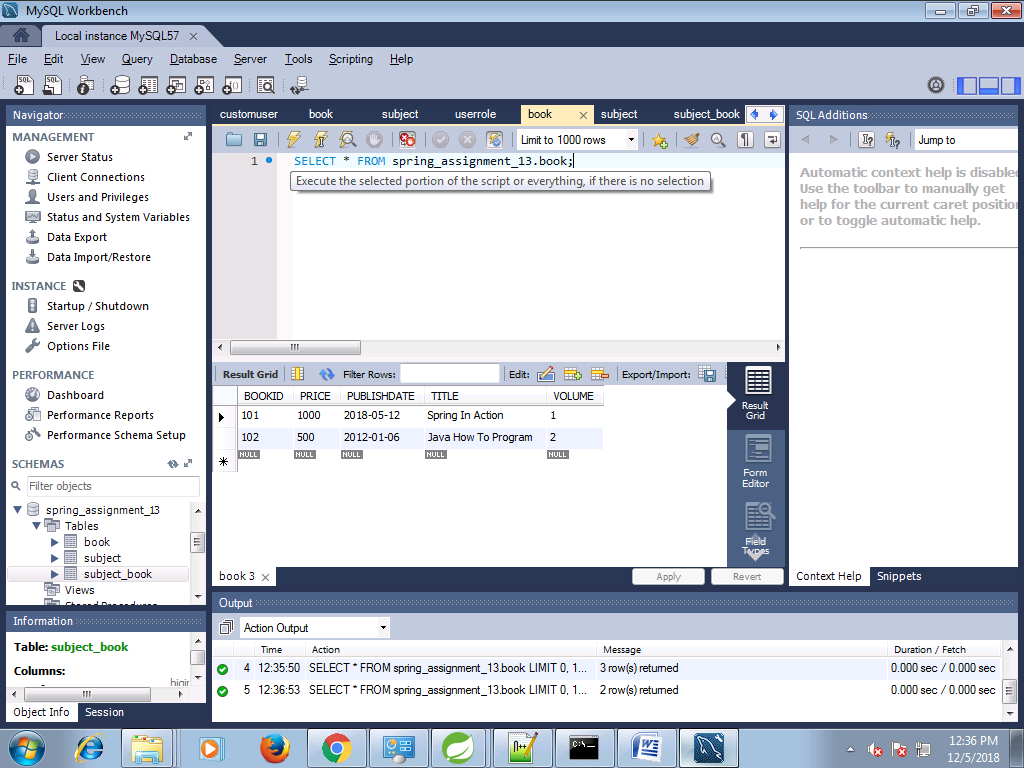 MySQL Workbench
Local instance MySQL57
File Edit View Query Database Server Tools Scripting Help
Navigator
MANAGEMENT
Server Status
Client Connections
Users and Privileges
Status and System Variables
Data Export
Data Import/Restore
INSTANCE
Startup / Shutdown
Server Logs
Options File
PERFORMANCE
Dashboard
Performance Reports
Performance Schema Setup
SCHEMAS
Filter objects
spring_assignment_13
Tables
book
subject
subject_book
Views
Stored Procedures
Information
Table: subject_book
Columns:
Object Info Session
customuser book subject userrole book subject subject_book
Limit to 1000 rows
1 SELECT * FROM spring_assignment_13.book;
Execute the selected portion of the script or everything, if there is no selection
Result Grid Filter Rows: Edit: Export/Import:
BOOKID PRICE PUBLISHDATE TITLE VOLUME
101 1000 2018-05-12 Spring In Action 1
102 500 2012-01-06 Java How To Program 2
NULL NULL NULL NULL NULL
Result
Grid
Form
Editor
Field
Types
book 3
Apply Revert
SQL Additions
Jump to
Automatic context help is disabled
Use the toolbar to manually get
help for the current caret position
or to toggle automatic help.
Context Help Snippets
Output
Action Output
Time Action Message Duration / Fetch
4 12:35:50 SELECT * FROM spring_assignment_13.book LIMIT 0, 1... 3 row(s) returned 0.000 sec / 0.000 sec
5 12:36:53 SELECT * FROM spring_assignment_13.book LIMIT 0, 1... 2 row(s) returned 0.000 sec / 0.000 sec
12:36 PM
12/5/2018